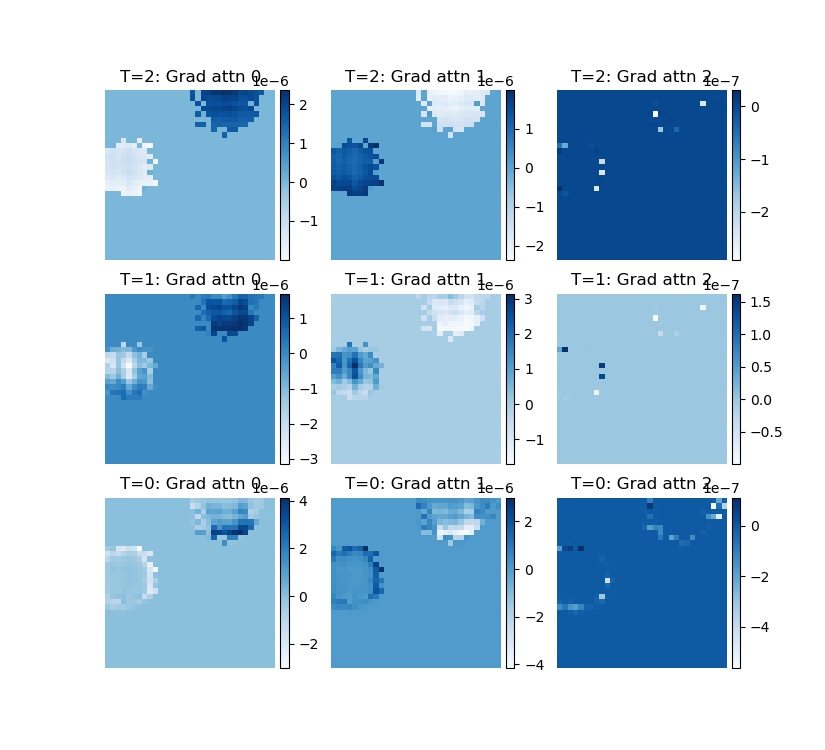 T=2: Grad attn 0
1e−6
T=2: Grad attn 1
1e−6
T=2: Grad attn 2
1e−7
2
1
0
−1
1
0
−1
−2
0
−1
−2
T=1: Grad attn 0
1e−6
T=1: Grad attn 1
1e−6
T=1: Grad attn 2
1e−7
1
0
−1
−2
−3
3
2
1
0
−1
1.5
1.0
0.5
0.0
−0.5
T=0: Grad attn 0
1e−6
T=0: Grad attn 1
1e−6
T=0: Grad attn 2
1e−7
4
2
0
−2
2
0
−2
−4
0
−2
−4